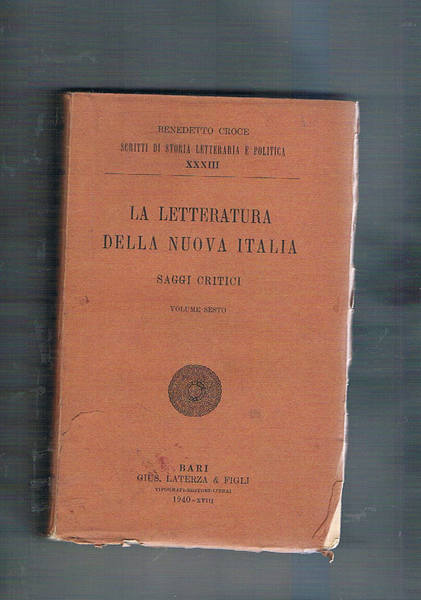 BENEDETTO CROCE
SCRITTI DI STORIA LETTERARIA E POLITICA
XXXIII
LA LETTERATURA
DELLA NUOVA ITALIA
SAGGI CRITICI
VOLUME SESTO
BARI
GIUS. LATERZA & FIGLI
TIPOGRAFI-EDITORI-LIBRAI
1940-XVIII